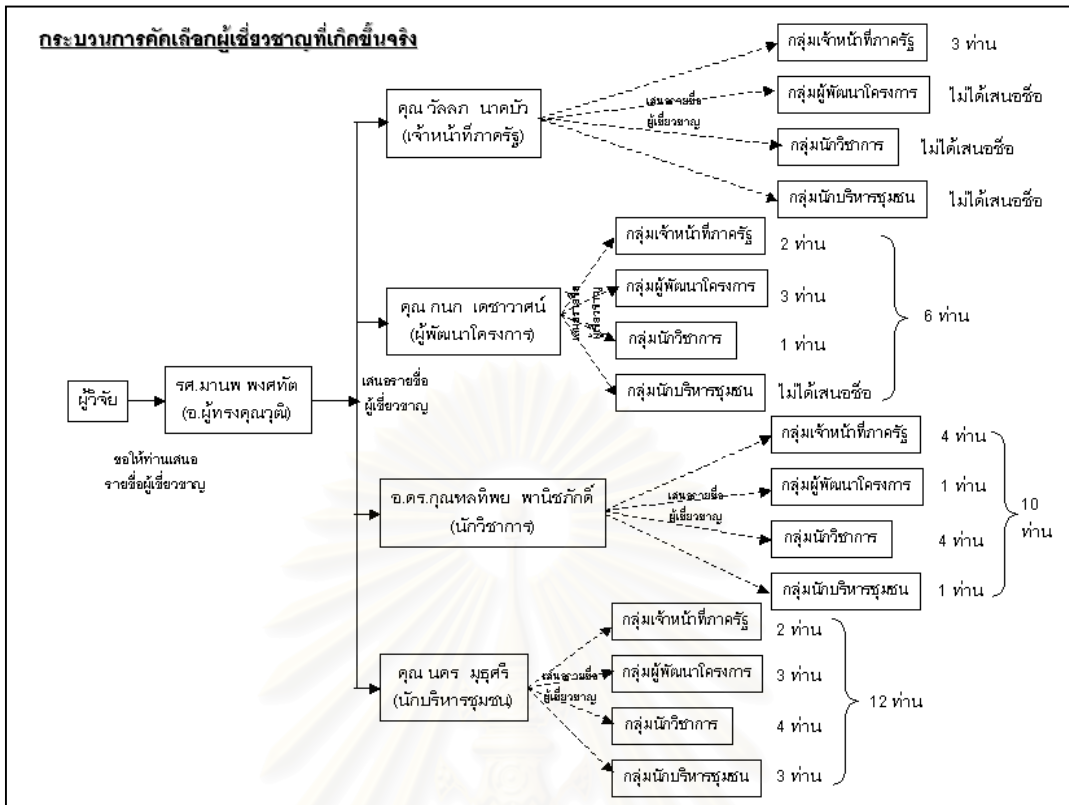 กระบวนการคัดเลือกผู้เชี่ยวชาญที่เกิดขึ้นจริง
ผู้วิจัย
รศ.มานพ พงศทัต
(อ.ผู้ทรงคุณวุฒิ)
ขอให้ท่านเสนอ
รายชื่อผู้เชี่ยวชาญ
เสนอรายชื่อ
ผู้เชี่ยวชาญ
คุณ วัลลภ นาคบัว
(เจ้าหน้าที่ภาครัฐ)
เสนอรายชื่อ
ผู้เชี่ยวชาญ
กลุ่มเจ้าหน้าที่ภาครัฐ 3 ท่าน
กลุ่มผู้พัฒนาโครงการ ไม่ได้เสนอชื่อ
กลุ่มนักวิชาการ ไม่ได้เสนอชื่อ
กลุ่มนักบริหารชุมชน ไม่ได้เสนอชื่อ
คุณ กนก เดชาวาศน์
(ผู้พัฒนาโครงการ)
เสนอรายชื่อ
ผู้เชี่ยวชาญ
กลุ่มเจ้าหน้าที่ภาครัฐ 2 ท่าน
กลุ่มผู้พัฒนาโครงการ 3 ท่าน
กลุ่มนักวิชาการ 1 ท่าน
กลุ่มนักบริหารชุมชน ไม่ได้เสนอชื่อ
6 ท่าน
อ.ดร.กุณฑลทิพย พานิชภักดิ์
(นักวิชาการ)
เสนอรายชื่อ
ผู้เชี่ยวชาญ
กลุ่มเจ้าหน้าที่ภาครัฐ 4 ท่าน
กลุ่มผู้พัฒนาโครงการ 1 ท่าน
กลุ่มนักวิชาการ 4 ท่าน
กลุ่มนักบริหารชุมชน 1 ท่าน
10
ท่าน
คุณ นคร มุธุศรี
(นักบริหารชุมชน)
เสนอรายชื่อ
ผู้เชี่ยวชาญ
กลุ่มเจ้าหน้าที่ภาครัฐ 2 ท่าน
กลุ่มผู้พัฒนาโครงการ 3 ท่าน
กลุ่มนักวิชาการ 4 ท่าน
กลุ่มนักบริหารชุมชน 3 ท่าน
12 ท่าน